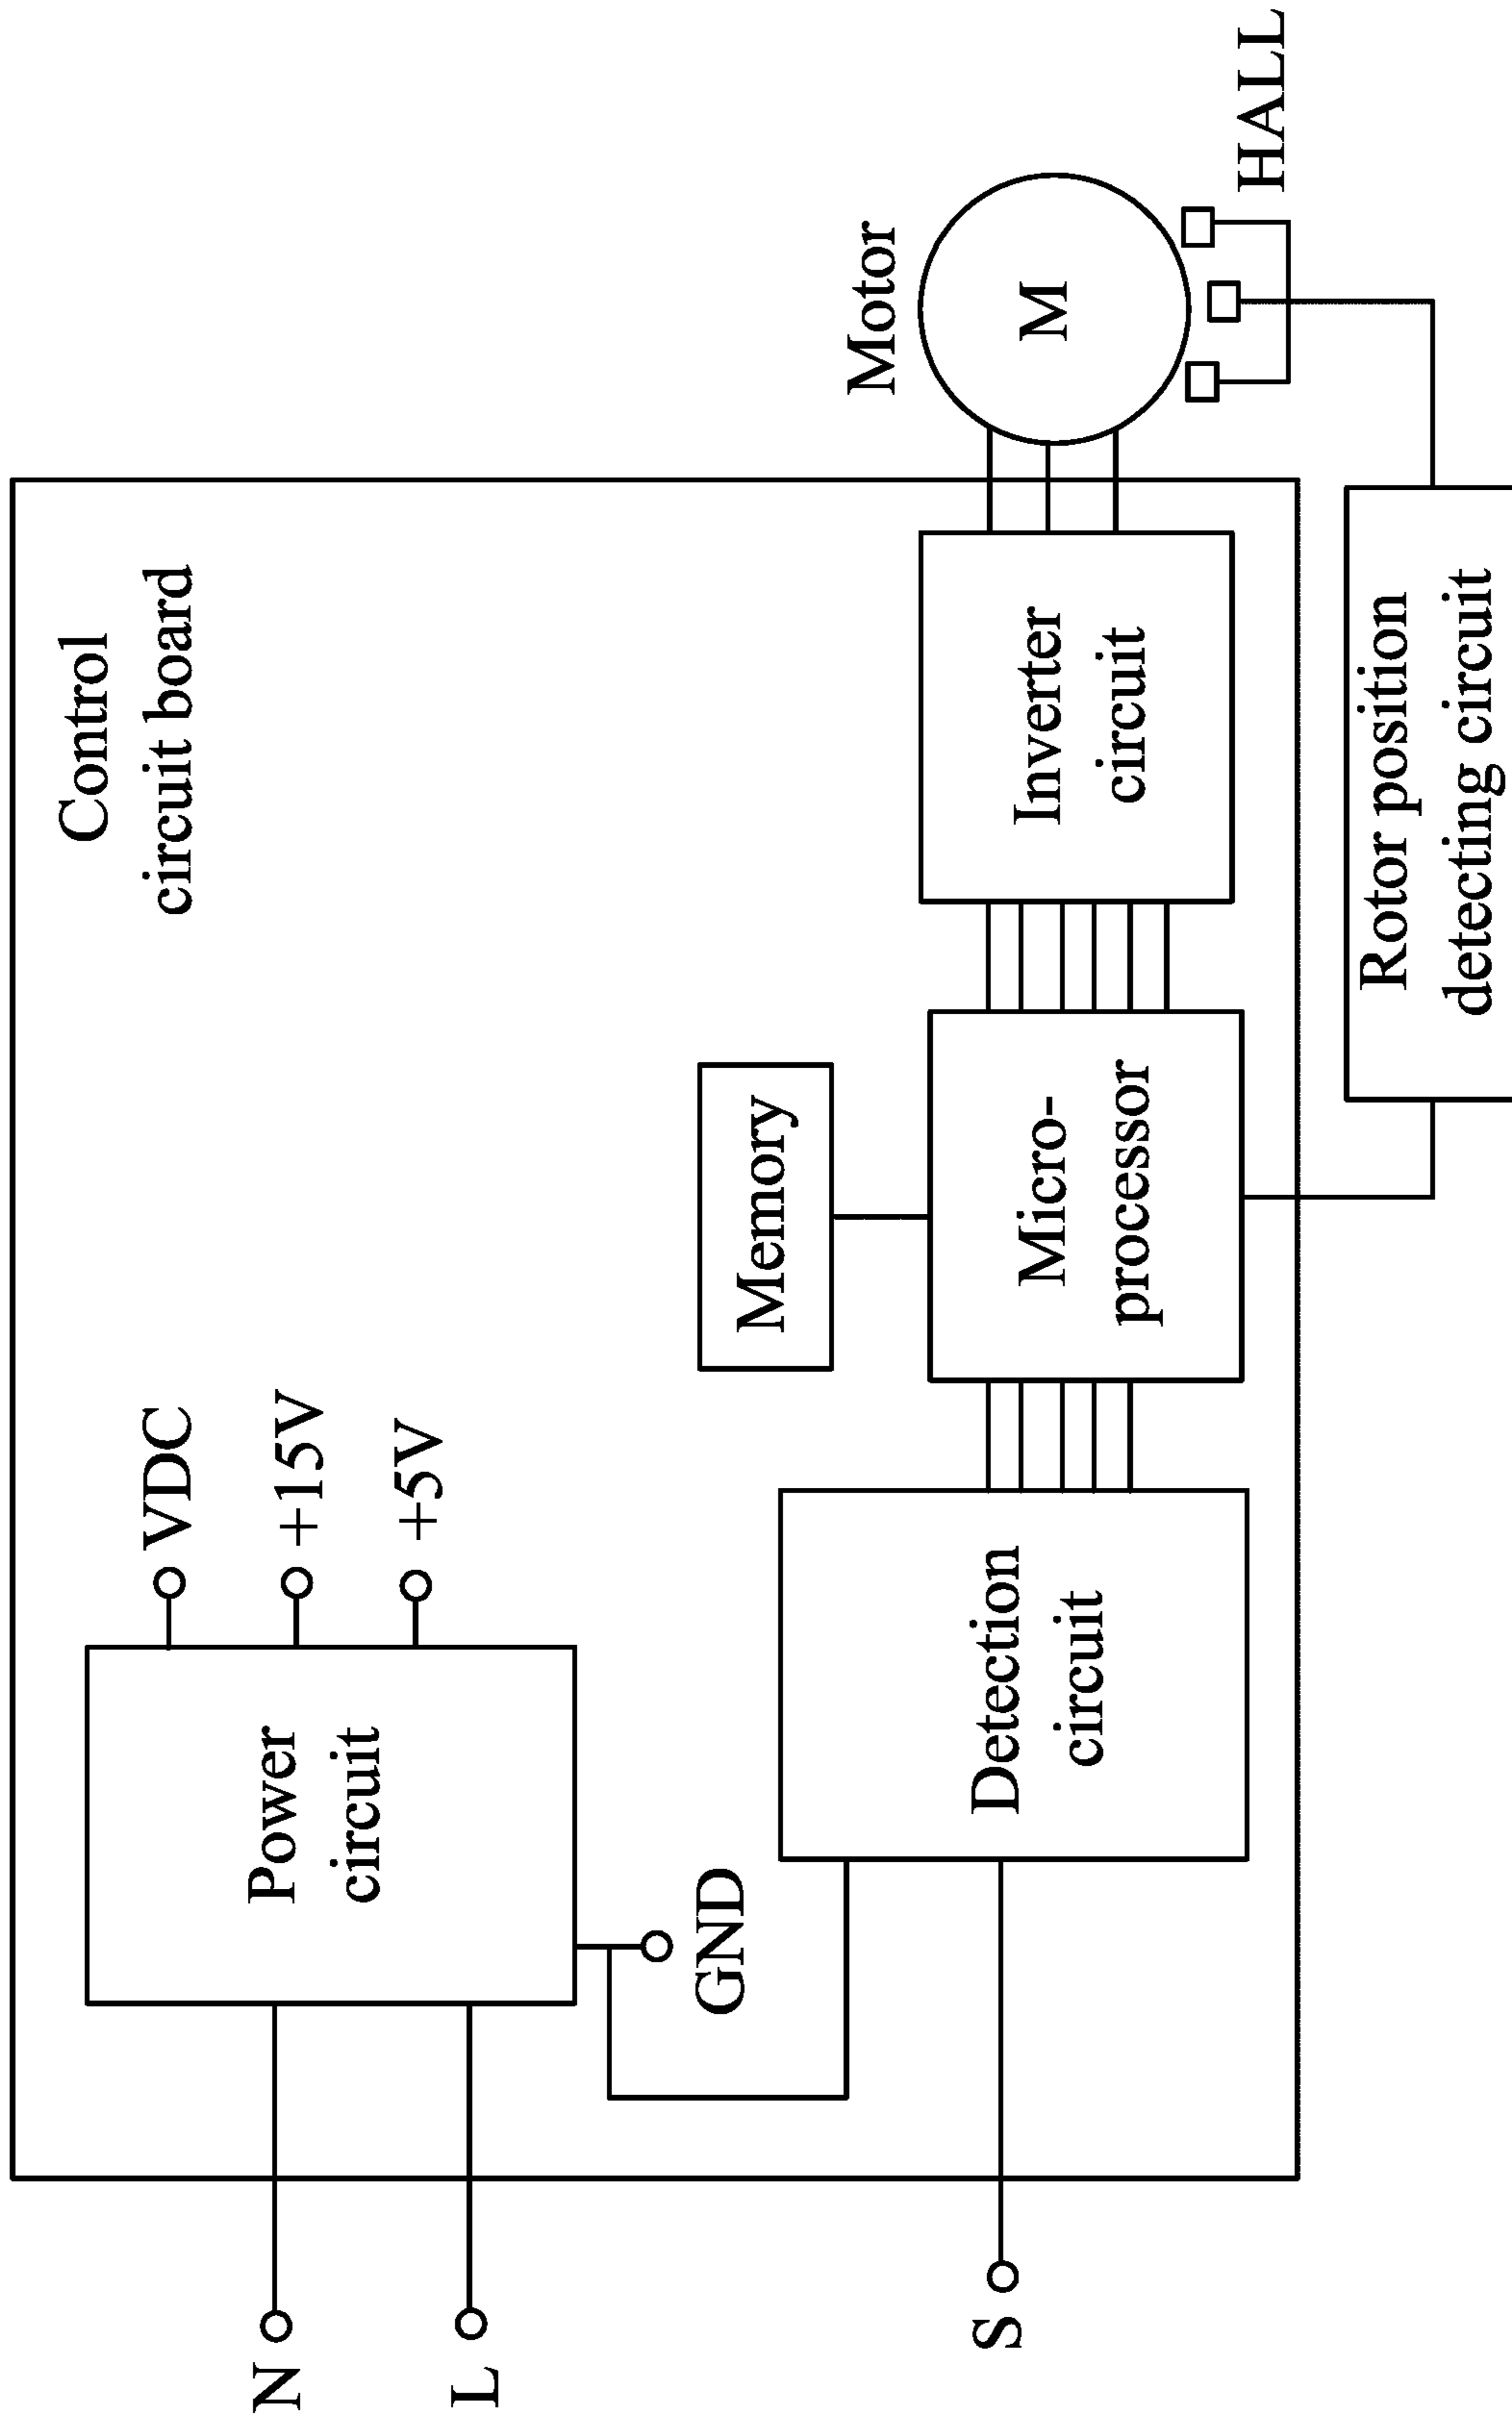 Control
circuit board
N
L
Power
circuit
VDC
+15V
+5V
GND
Memory
Motor
M
S
Detection
circuit
Micro-
processor
Inverter
circuit
HALL
Rotor position
detecting circuit